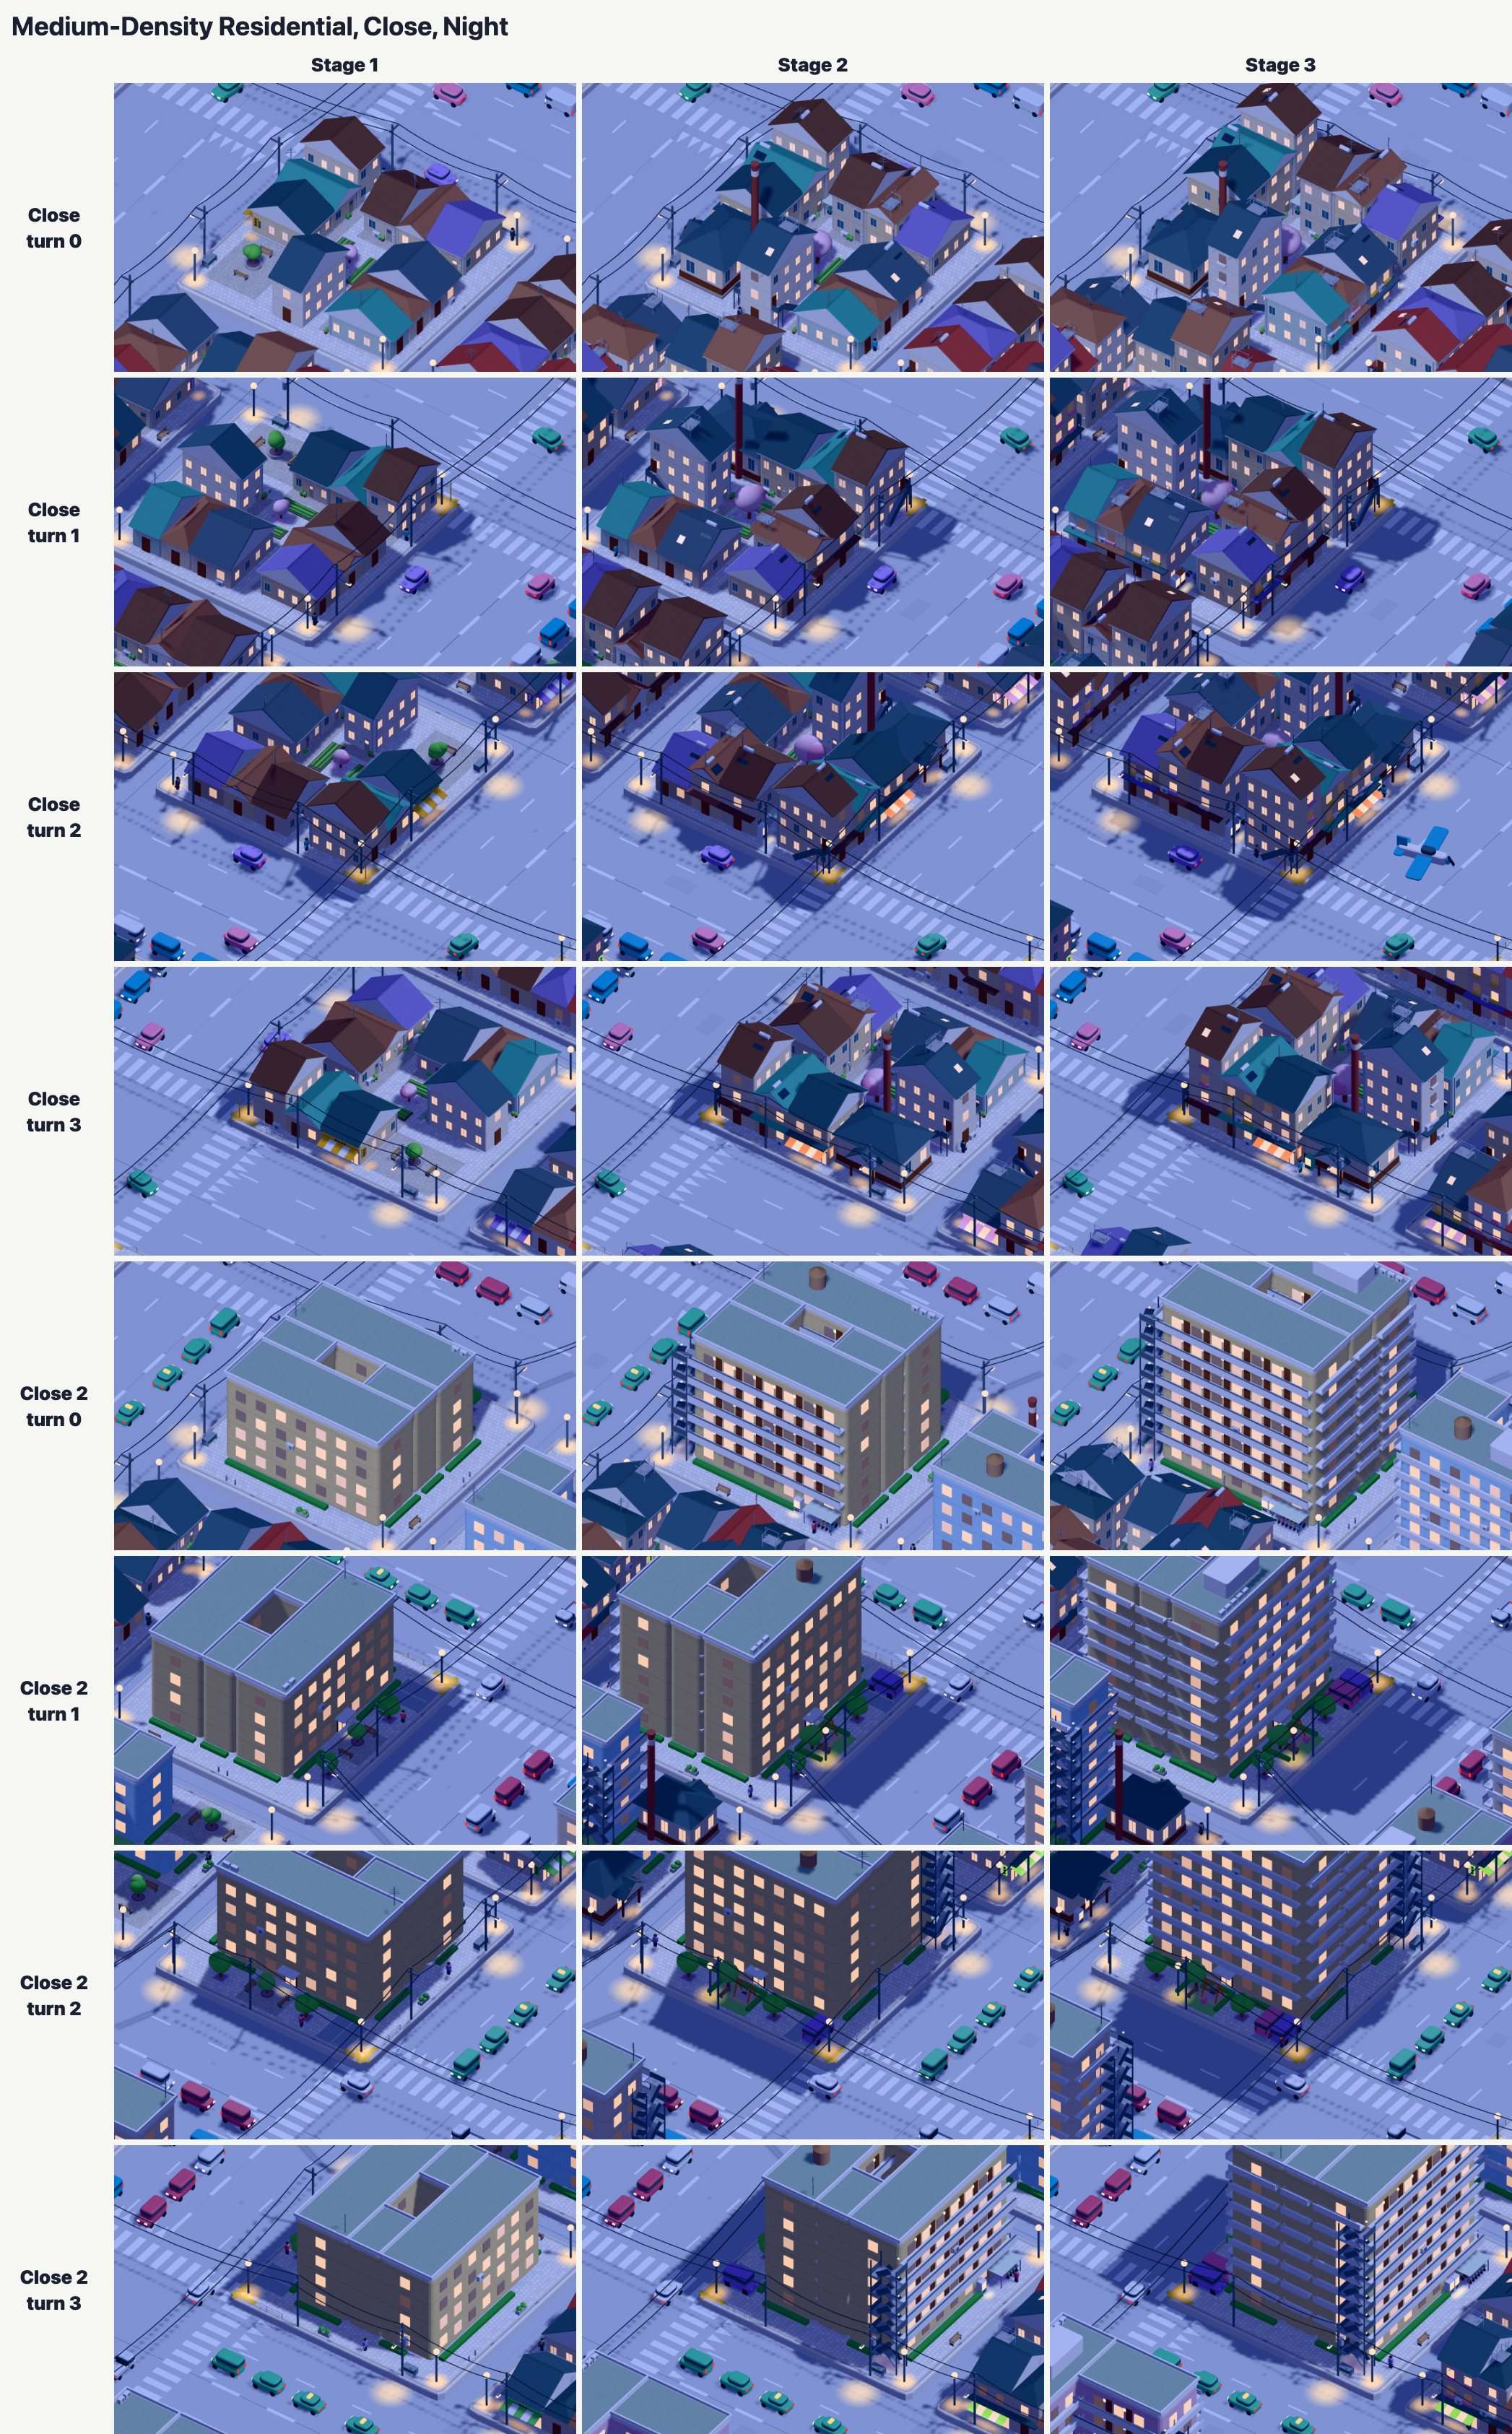 Medium-Density Residential, Close, Night
Stage 1
Stage 2
Stage 3
Close
turn 0
Close
turn 1
Close
turn 2
Close
turn 3
Close 2
turn 0
Close 2
turn 1
Close 2
turn 2
Close 2
turn 3